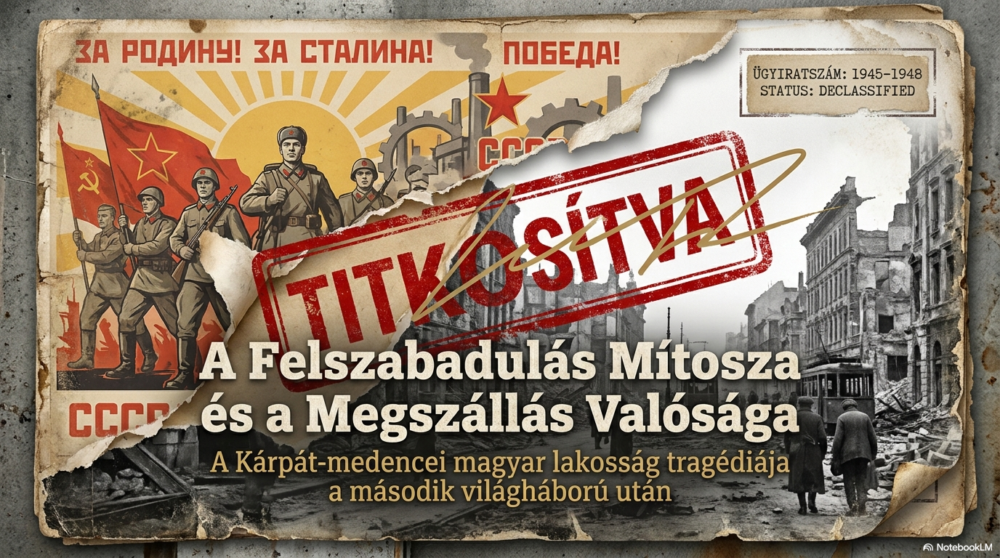 ЗА РОДИНУ! ЗА СТАЛИНА! ПОБЕДА!
ÜGYIRATSZÁM: 1945-1948
STATUS: DECLASSIFIED
СССР
TITKOSÍTVA
A Felszabadulás Mítosza
és a Megszállás Valósága
СССР
A Kárpát-medencei magyar lakosság tragédiája
a második világháború után
NotebookLM